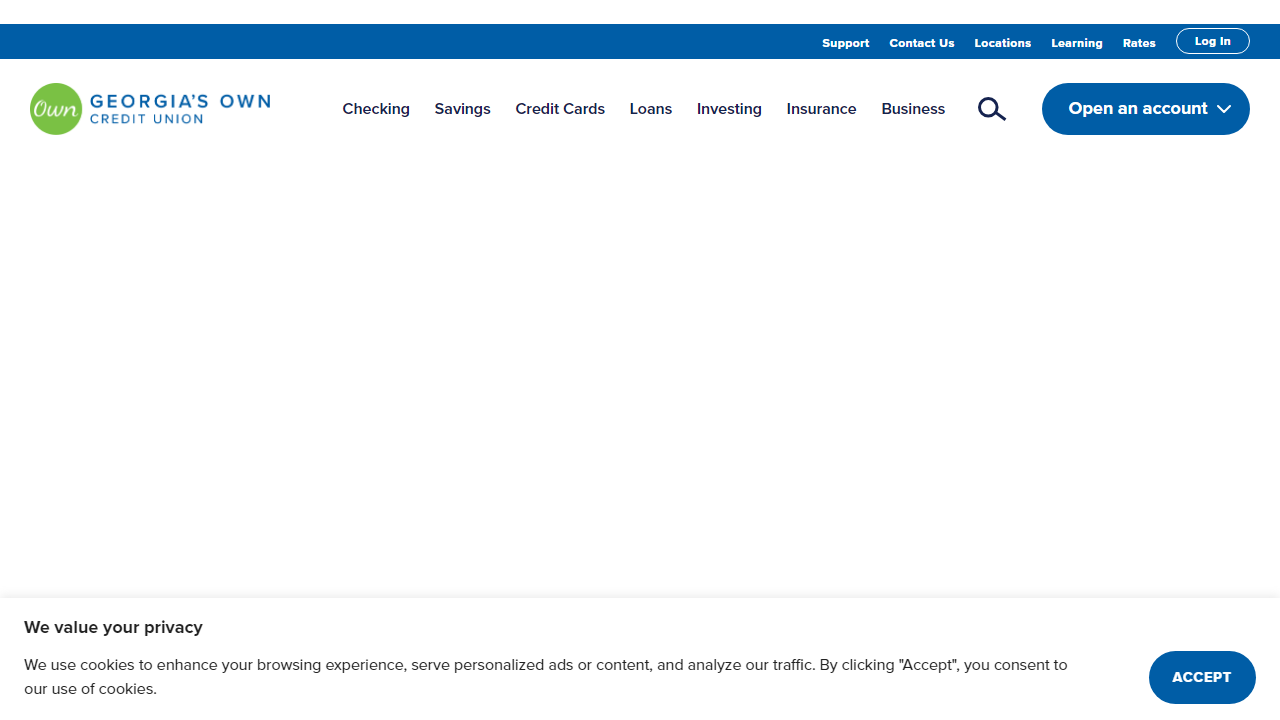 Support Contact Us Locations Learning Rates Log In
Own GEORGIA'S OWN
CREDIT UNION
Checking Savings Credit Cards Loans Investing Insurance Business Open an account
We value your privacy
We use cookies to enhance your browsing experience, serve personalized ads or content, and analyze our traffic. By clicking "Accept", you consent to
our use of cookies.
ACCEPT